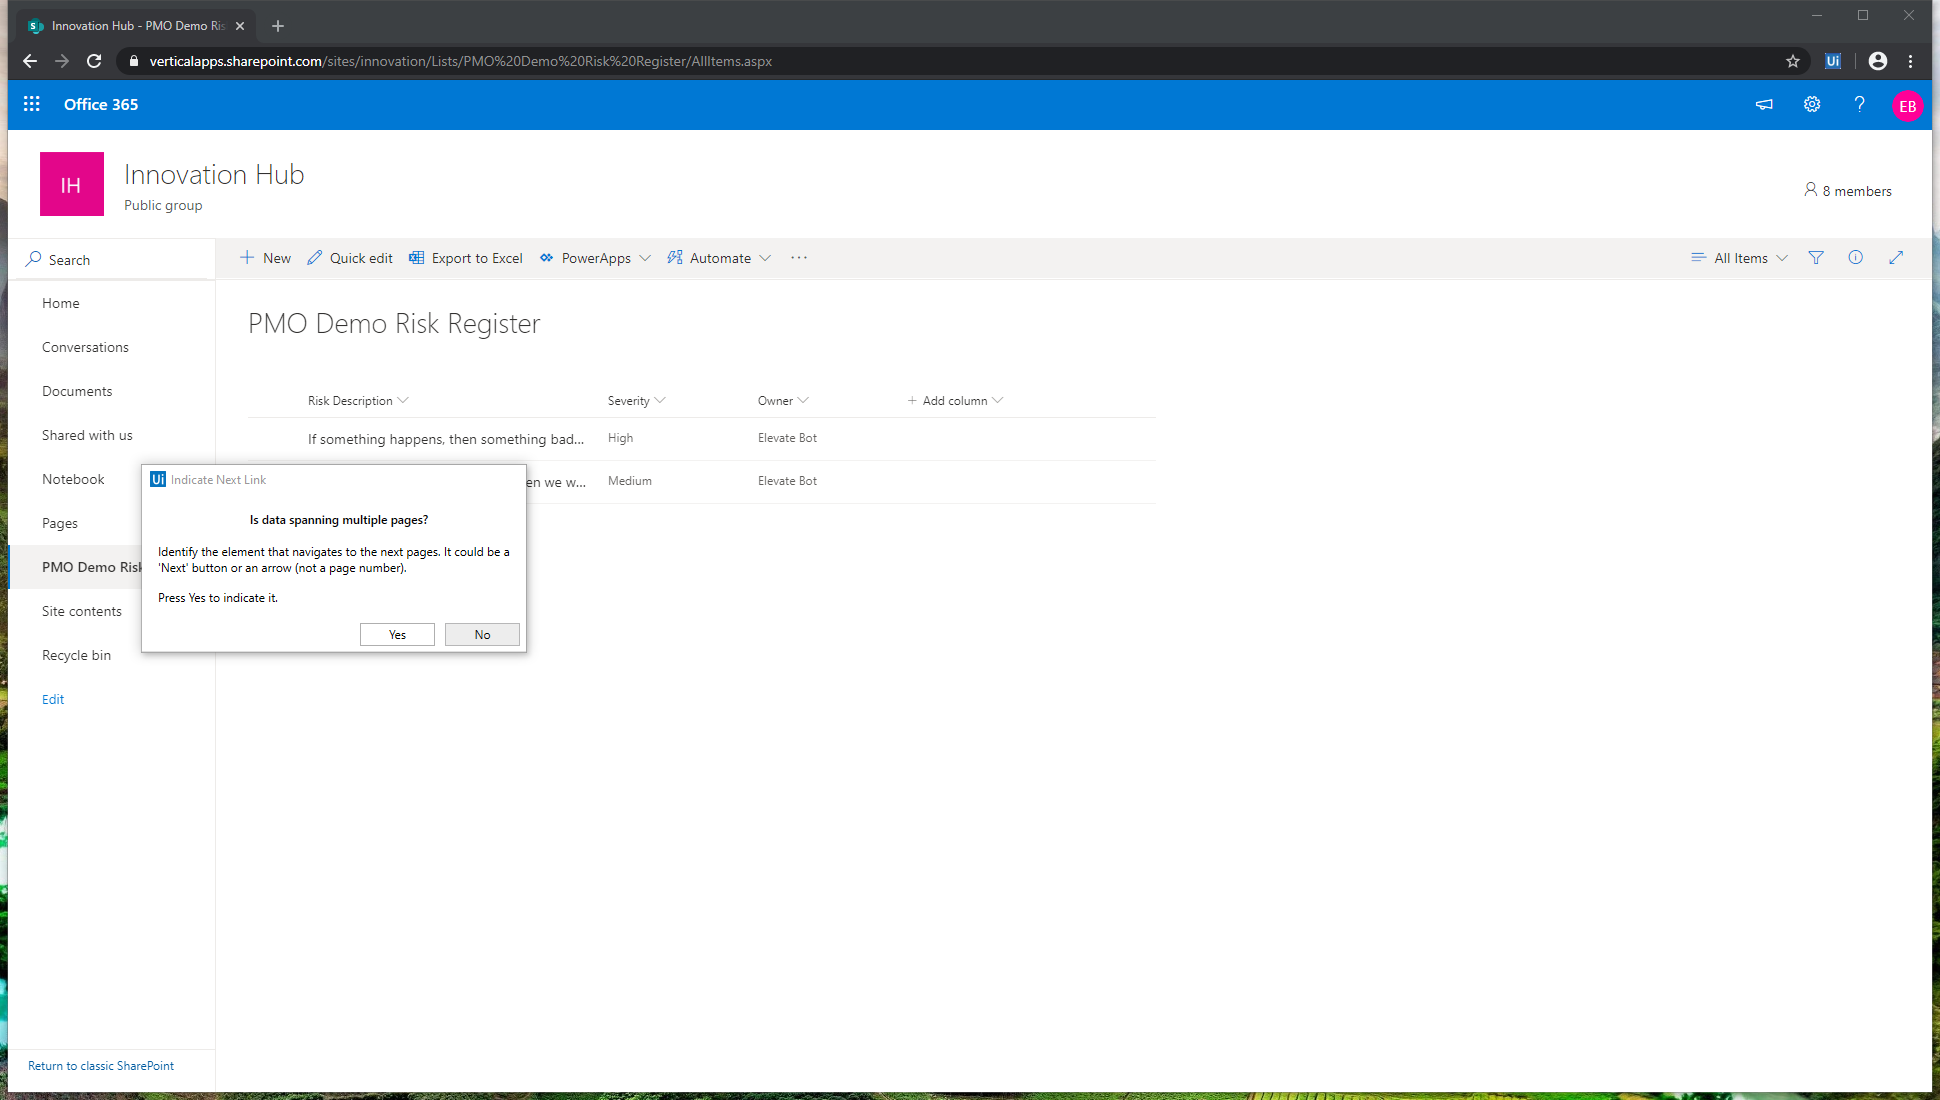 Innovation Hub - PMO Demo Ris
verticalapps.sharepoint.com/sites/innovation/Lists/PMO%20Demo%20Risk%20Register/AllItems.aspx
Ui
Office 365
EB
IH
Innovation Hub
Public group
8 members
Search
New
Quick edit
Export to Excel
PowerApps
Automate
All Items
Home
Conversations
Documents
Shared with us
Notebook
Pages
PMO Demo Risk
Site contents
Recycle bin
Edit
Return to classic SharePoint
PMO Demo Risk Register
Risk Description
Severity
Owner
Add column
If something happens, then something bad...
High
Elevate Bot
en we w...
Medium
Elevate Bot
Ui Indicate Next Link
Is data spanning multiple pages?
Identify the element that navigates to the next pages. It could be a
'Next' button or an arrow (not a page number).
Press Yes to indicate it.
Yes
No